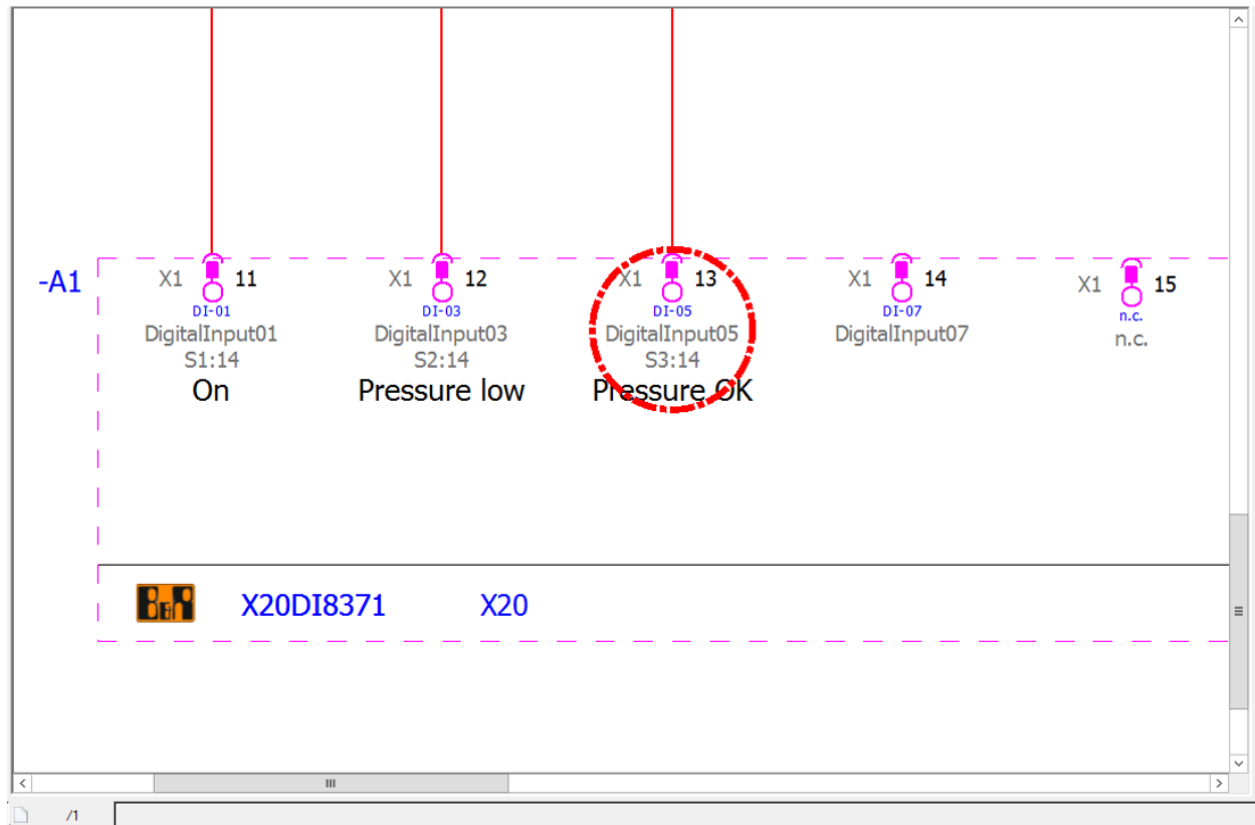 -A1
X1 11
DI-01
DigitalInput01
S1:14
On
X1 12
DI-03
DigitalInput03
S2:14
Pressure low
X1 13
DI-05
DigitalInput05
S3:14
Pressure OK
X1 14
DI-07
DigitalInput07
X1 15
n.c.
n.c.
B&R X20DI8371 X20
/1